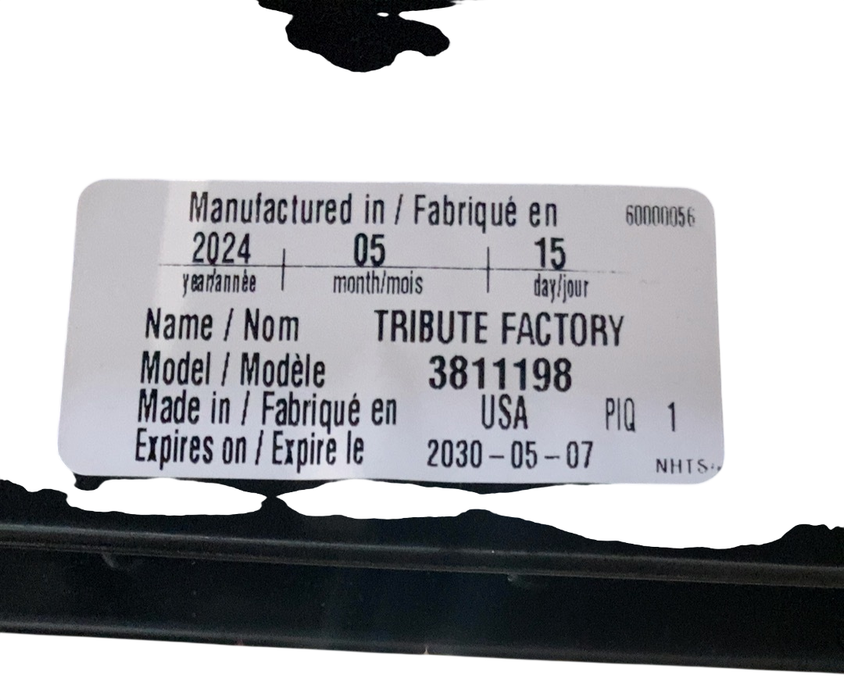 Manufactured in / Fabriqué en 60000056
2024 05 15
year/année month/mois day/jour
Name / Nom TRIBUTE FACTORY
Model / Modèle 3811198
Made in / Fabriqué en USA PIQ 1
Expires on / Expire le 2030-05-07
NHTS